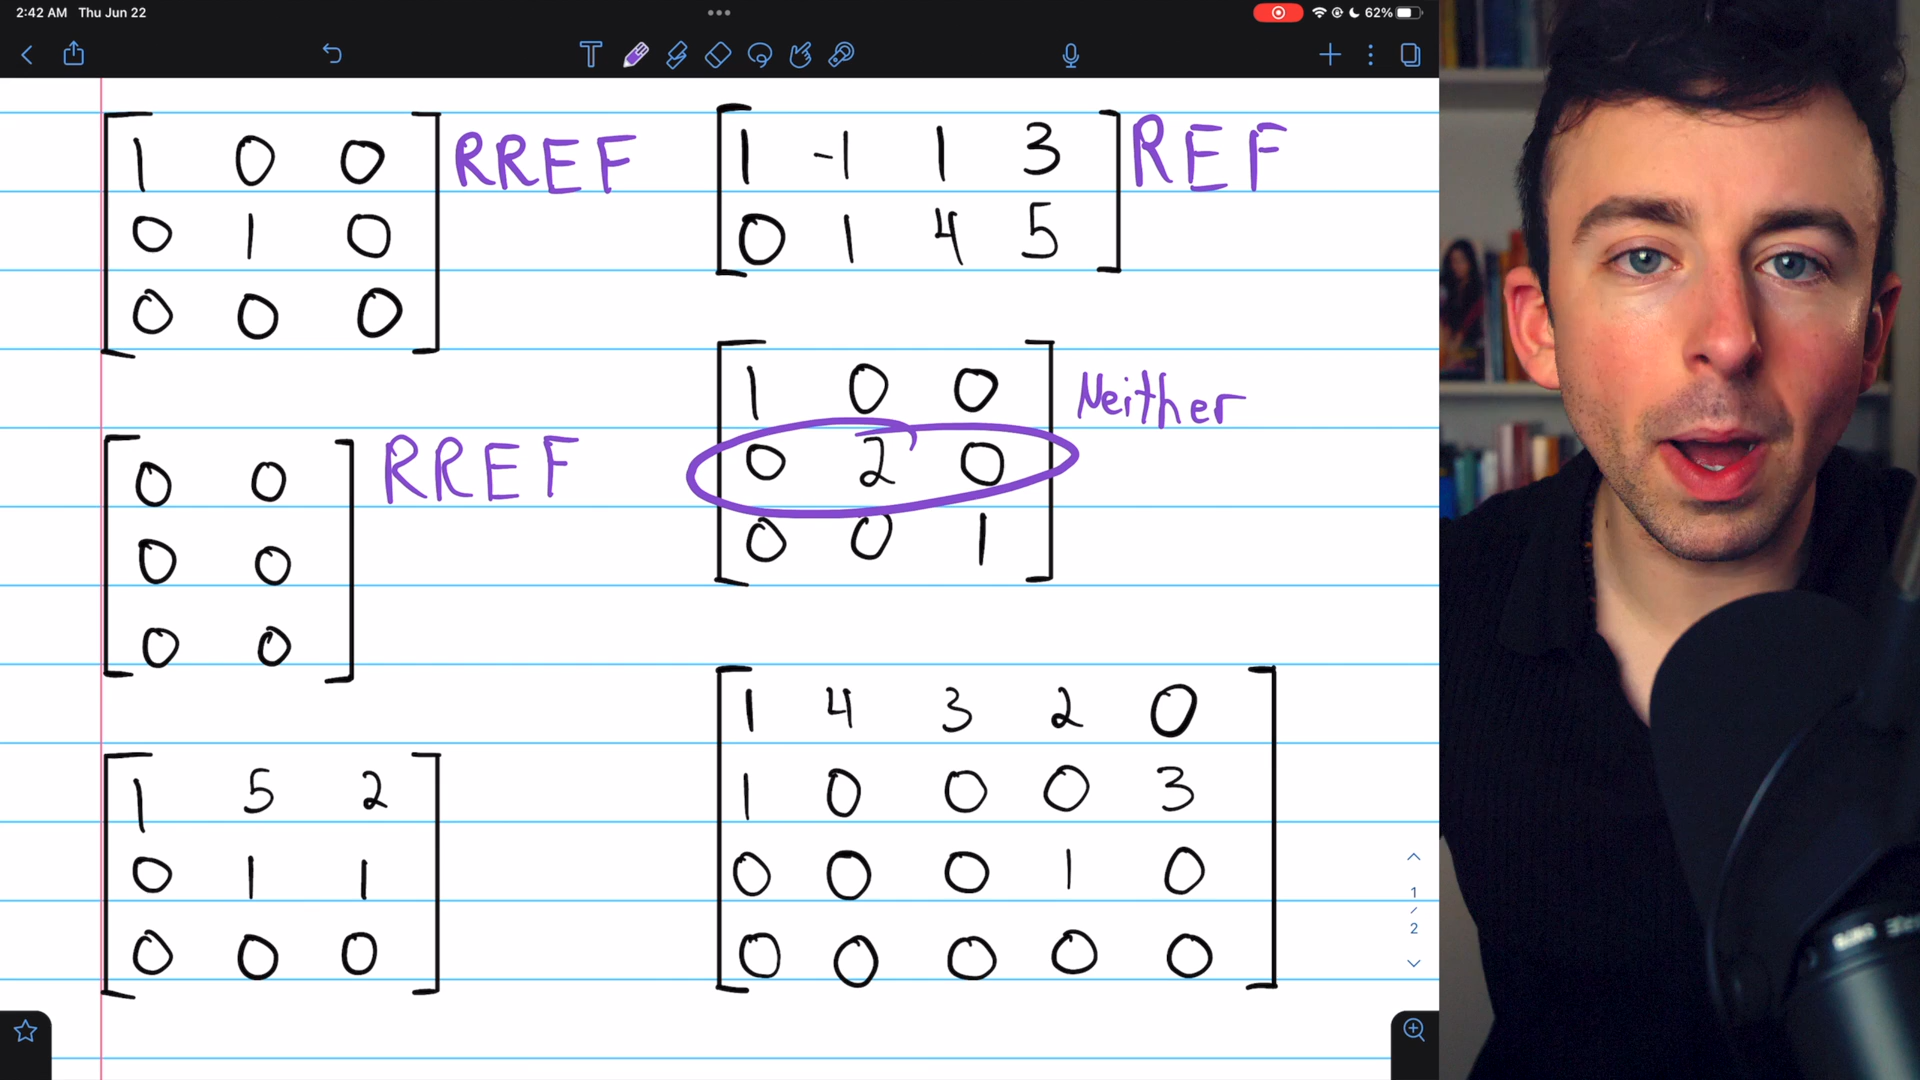 2:42 AM Thu Jun 22
62%
1 0 0
0 1 0
0 0 0
RREF
1 -1 1 3
0 1 4 5
REF
0 0
0 0
0 0
RREF
1 0 0
0 2 0
0 0 1
Neither
1 5 2
0 1 1
0 0 0
1 4 3 2 0
1 0 0 0 3
0 0 0 1 0
0 0 0 0 0
1
/
2